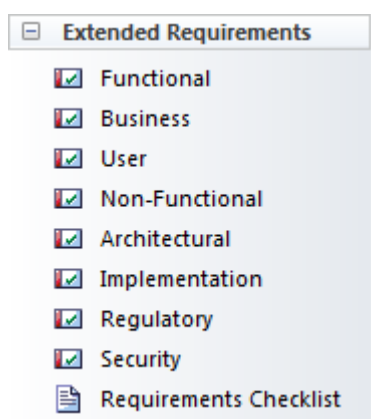 Extended Requirements
Functional
Business
User
Non-Functional
Architectural
Implementation
Regulatory
Security
Requirements Checklist